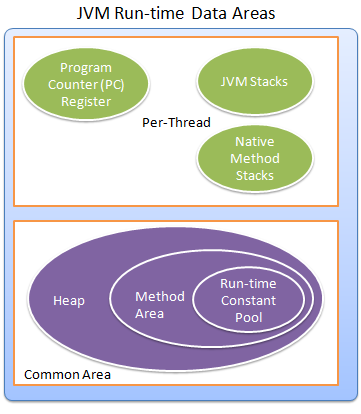 JVM Run-time Data Areas
Program
Counter (PC)
Register
JVM Stacks
Per-Thread
Native
Method
Stacks
Heap
Method
Area
Run-time
Constant
Pool
Common Area